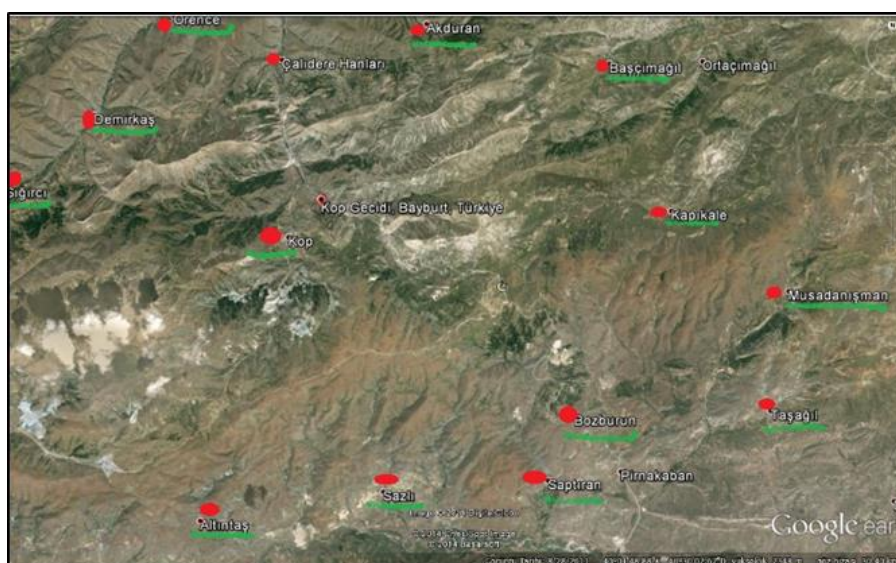 Örence
Akduran
Çalıdere Hanları
Başçımağıl
Ortaçımağıl
Demirkaş
Sığırcı
Kop Geçidi, Bayburt, Türkiye
Kapıkale
Kop
Musadanışman
Taşağıl
Bozburun
Pırnakaban
Saptıran
Sazlı
Altıntaş
Google ear